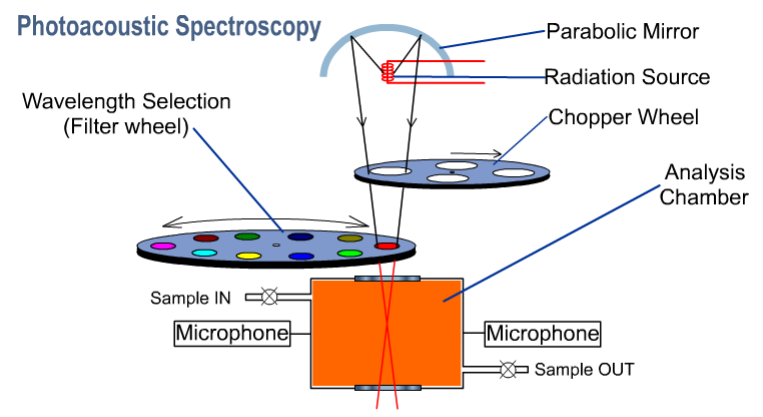 Photoacoustic Spectroscopy
Parabolic Mirror
Radiation Source
Wavelength Selection
(Filter wheel)
Chopper Wheel
Analysis
Chamber
Sample IN
Microphone
Microphone
Sample OUT